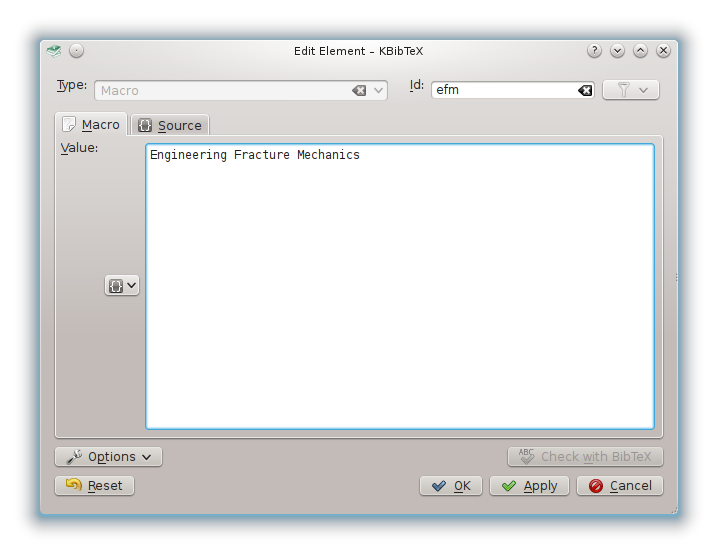 Edit Element – KBibTeX
Type: Macro Id: efm
Macro Source
Value: Engineering Fracture Mechanics
Options Check with BibTeX
Reset OK Apply Cancel